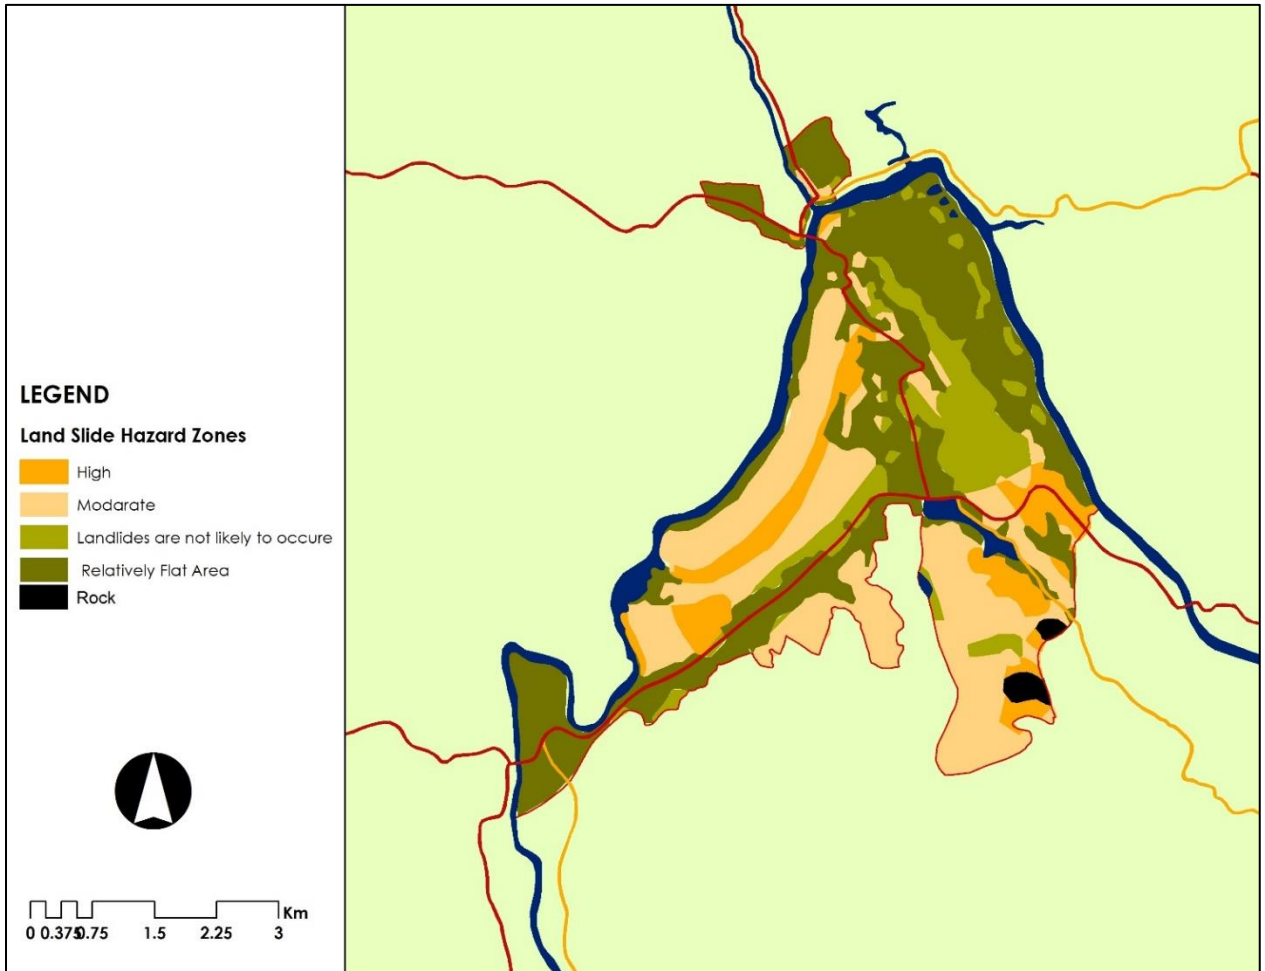 LEGEND
Land Slide Hazard Zones
High
Modarate
Landlides are not likely to occure
Relatively Flat Area
Rock
Km
0 0.375 0.75 1.5 2.25 3